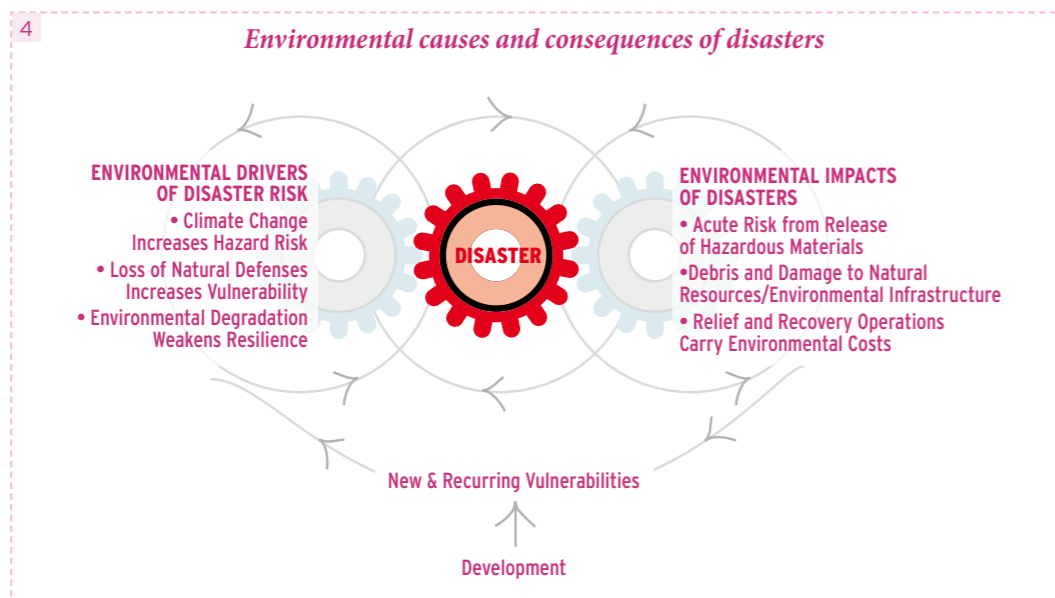 4
Environmental causes and consequences of disasters
ENVIRONMENTAL DRIVERS
OF DISASTER RISK
• Climate Change
Increases Hazard Risk
• Loss of Natural Defenses
Increases Vulnerability
• Environmental Degradation
Weakens Resilience
DISASTER
ENVIRONMENTAL IMPACTS
OF DISASTERS
• Acute Risk from Release
of Hazardous Materials
•Debris and Damage to Natural
Resources/Environmental Infrastructure
• Relief and Recovery Operations
Carry Environmental Costs
New & Recurring Vulnerabilities
Development